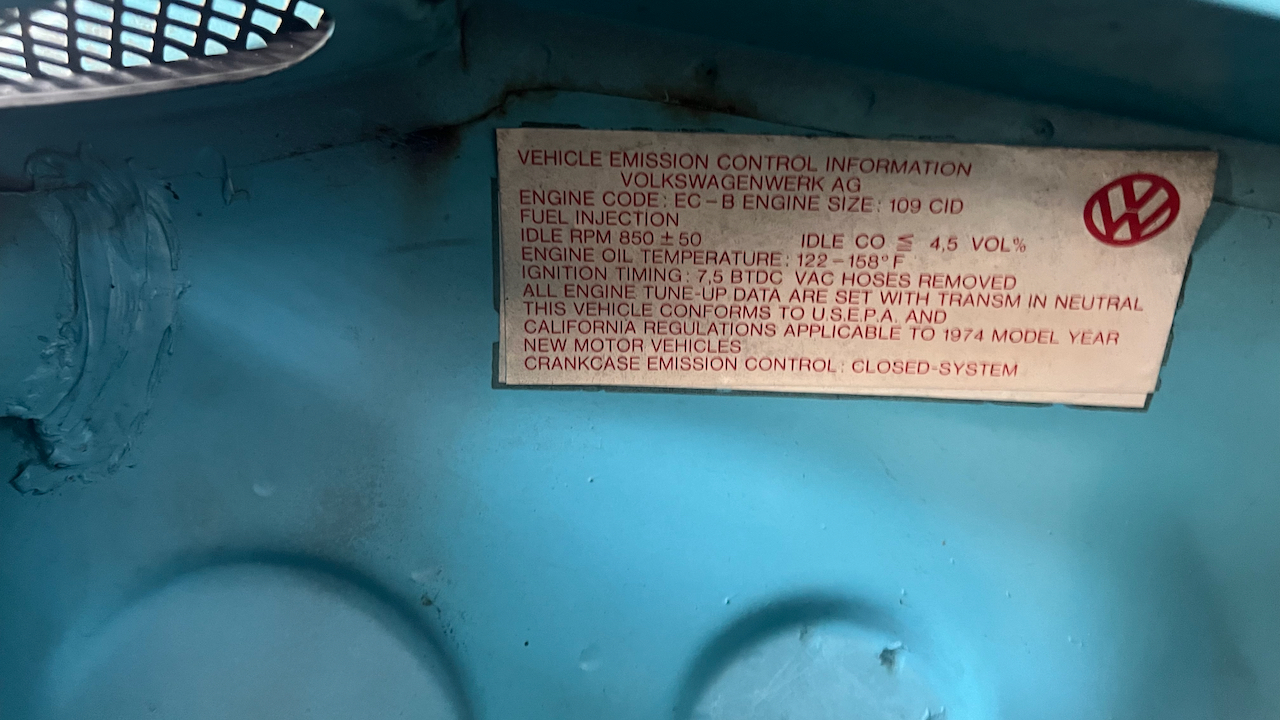 VEHICLE EMISSION CONTROL INFORMATION
VOLKSWAGENWERK AG
ENGINE CODE: EC-B ENGINE SIZE: 109 CID
FUEL INJECTION
IDLE RPM 850 ± 50 IDLE CO ≦ 4,5 VOL%
ENGINE OIL TEMPERATURE: 122-158° F
IGNITION TIMING: 7,5 BTDC VAC HOSES REMOVED
ALL ENGINE TUNE-UP DATA ARE SET WITH TRANSM IN NEUTRAL
THIS VEHICLE CONFORMS TO U.S.E.P.A. AND
CALIFORNIA REGULATIONS APPLICABLE TO 1974 MODEL YEAR
NEW MOTOR VEHICLES
CRANKCASE EMISSION CONTROL: CLOSED-SYSTEM